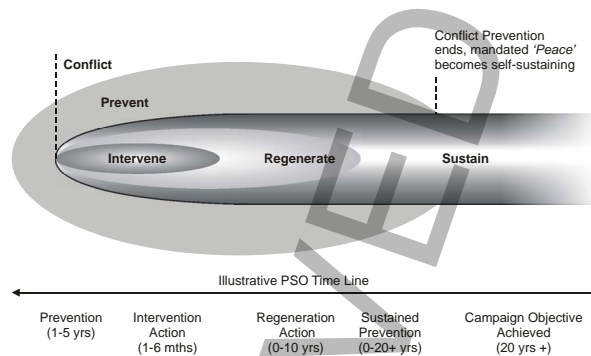 Conflict Prevention
ends, mandated 'Peace'
becomes self-sustaining
Conflict
Prevent
Intervene
Regenerate
Sustain
Illustrative PSO Time Line
Prevention
(1-5 yrs)
Intervention
Action
(1-6 mths)
Regeneration
Action
(0-10 yrs)
Sustained
Prevention
(0-20+ yrs)
Campaign Objective
Achieved
(20 yrs +)